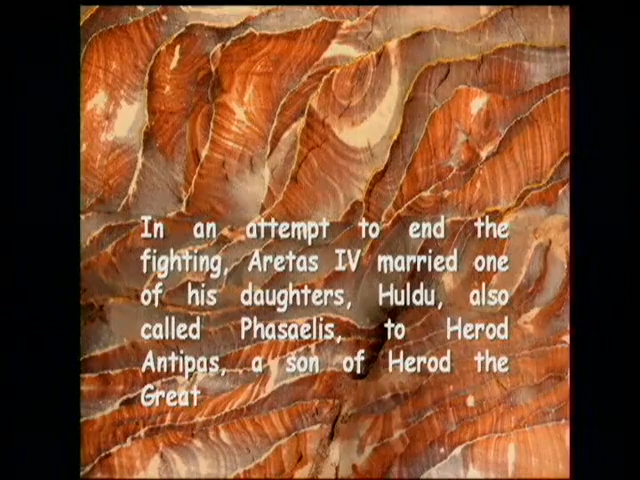 In an attempt to end the
fighting, Aretas IV married one
of his daughters, Huldu, also
called Phasaelis, to Herod
Antipas, a son of Herod the
Great